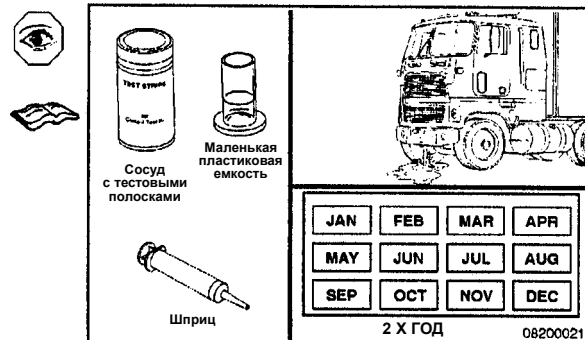 TEST STRIPS
Сосуд
с тестовыми
полосками
Маленькая
пластиковая
емкость
Шприц
JAN FEB MAR APR
MAY JUN JUL AUG
SEP OCT NOV DEC
2 X ГОД
08200021